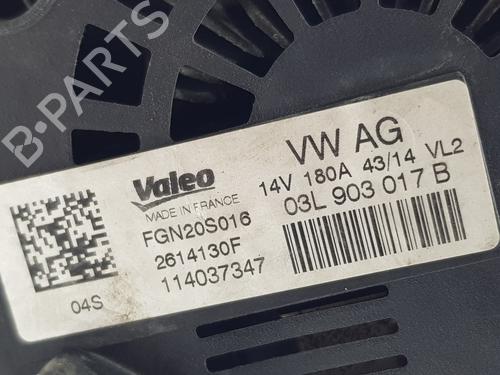 B-PARTS
Valeo
MADE IN FRANCE
FGN20S016
2614130F
114037347
04S
VW AG
14V 180A 43/14 VL2
03L 903 017 B